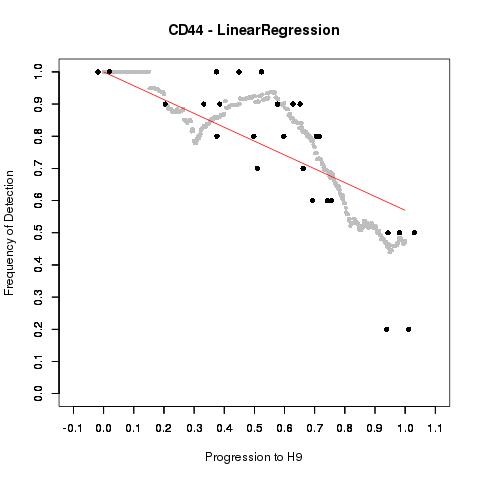 CD44 - LinearRegression
1.0
0.9
0.8
0.7
0.6
0.5
0.4
0.3
0.2
0.1
0.0
Frequency of Detection
-0.1 0.0 0.1 0.2 0.3 0.4 0.5 0.6 0.7 0.8 0.9 1.0 1.1
Progression to H9